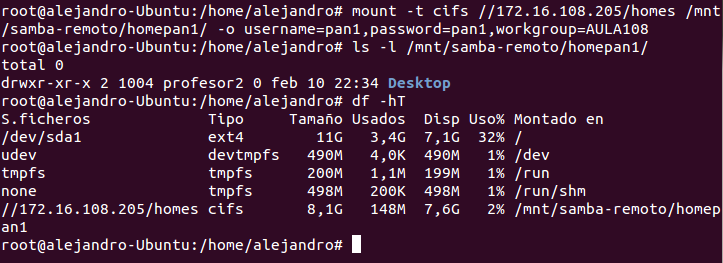 root@alejandro-Ubuntu:/home/alejandro# mount -t cifs //172.16.108.205/homes /mnt
/samba-remoto/homepan1/ -o username=pan1,password=pan1,workgroup=AULA108
root@alejandro-Ubuntu:/home/alejandro# ls -l /mnt/samba-remoto/homepan1/
total 0
drwxr-xr-x 2 1004 profesor2 0 feb 10 22:34 Desktop
root@alejandro-Ubuntu:/home/alejandro# df -hT
S.ficheros             Tipo     Tamaño Usados  Disp Uso% Montado en
/dev/sda1              ext4        11G   3,4G  7,1G  32% /
udev                   devtmpfs   490M   4,0K  490M   1% /dev
tmpfs                  tmpfs      200M   1,1M  199M   1% /run
none                   tmpfs      498M   200K  498M   1% /run/shm
//172.16.108.205/homes cifs       8,1G   148M  7,6G   2% /mnt/samba-remoto/homep
an1
root@alejandro-Ubuntu:/home/alejandro#